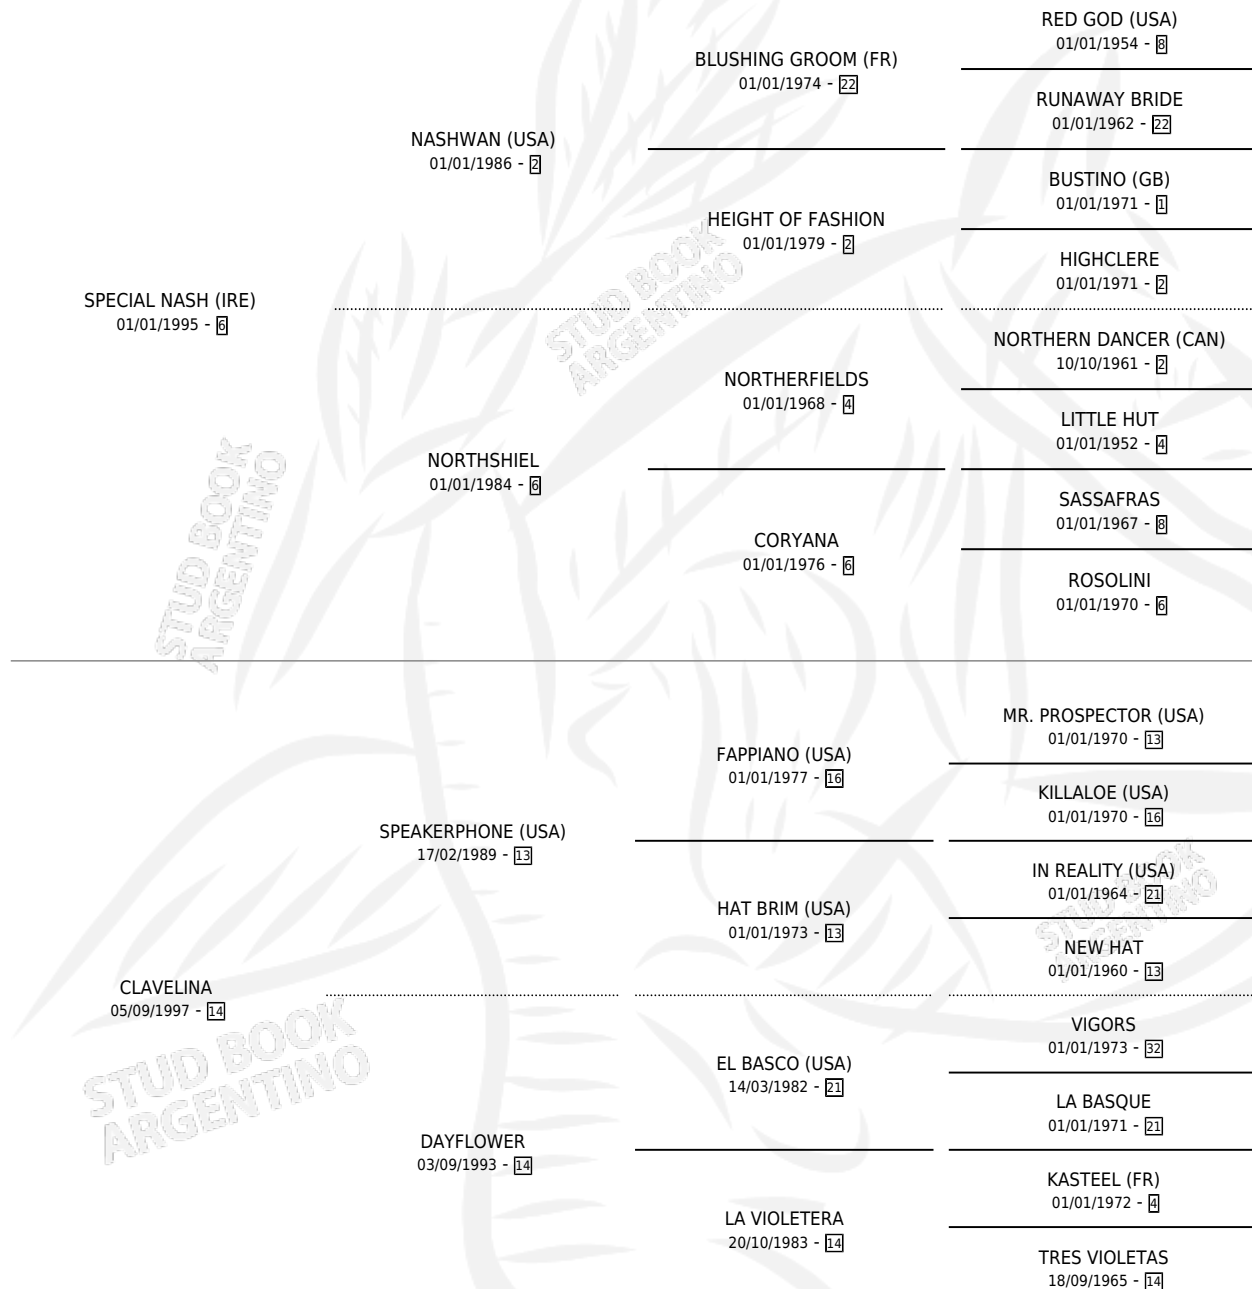 RED GOD (USA)
01/01/1954 - 8
BLUSHING GROOM (FR)
01/01/1974 - 22
RUNAWAY BRIDE
01/01/1962 - 22
NASHWAN (USA)
01/01/1986 - 2
BUSTINO (GB)
01/01/1971 - 1
HEIGHT OF FASHION
01/01/1979 - 2
HIGHCLERE
01/01/1971 - 2
SPECIAL NASH (IRE)
01/01/1995 - 6
NORTHERN DANCER (CAN)
10/10/1961 - 2
NORTHERFIELDS
01/01/1968 - 4
LITTLE HUT
01/01/1952 - 4
NORTHSHIEL
01/01/1984 - 6
SASSAFRAS
01/01/1967 - 8
CORYANA
01/01/1976 - 6
ROSOLINI
01/01/1970 - 6
MR. PROSPECTOR (USA)
01/01/1970 - 13
FAPPIANO (USA)
01/01/1977 - 16
KILLALOE (USA)
01/01/1970 - 16
SPEAKERPHONE (USA)
17/02/1989 - 13
IN REALITY (USA)
01/01/1964 - 21
HAT BRIM (USA)
01/01/1973 - 13
NEW HAT
01/01/1960 - 13
CLAVELINA
05/09/1997 - 14
VIGORS
01/01/1973 - 32
EL BASCO (USA)
14/03/1982 - 21
LA BASQUE
01/01/1971 - 21
DAYFLOWER
03/09/1993 - 14
KASTEEL (FR)
01/01/1972 - 4
LA VIOLETERA
20/10/1983 - 14
TRES VIOLETAS
18/09/1965 - 14
STUD BOOK
ARGENTINO
STUD BOOK
ARGENTINO
STUD BOOK
ARGENTINO
STUD BOOK
ARGENTINO